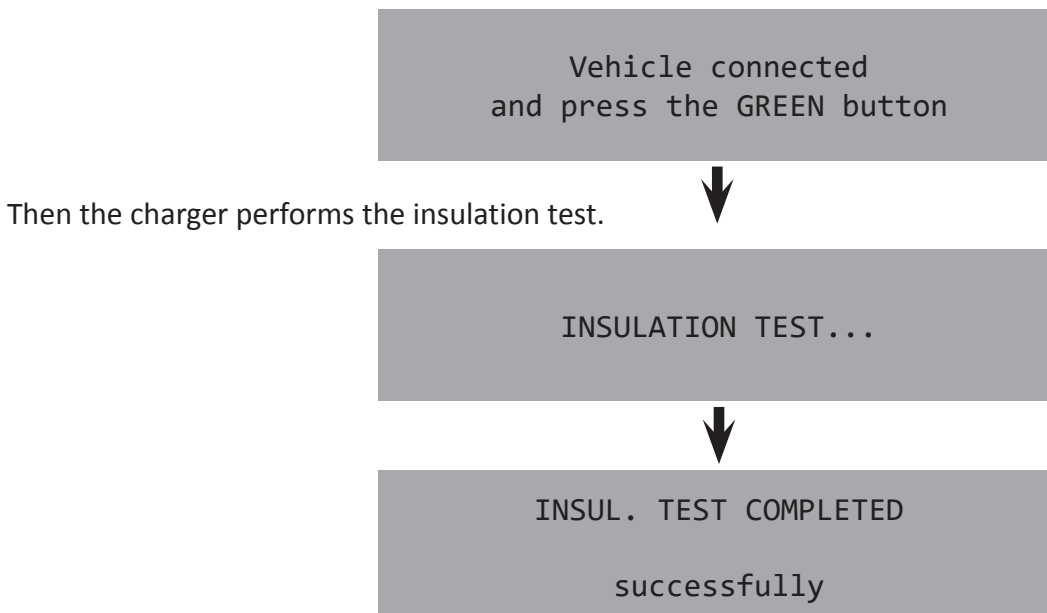 Vehicle connected
and press the GREEN button
Then the charger performs the insulation test.
INSULATION TEST...
INSUL. TEST COMPLETED
successfully